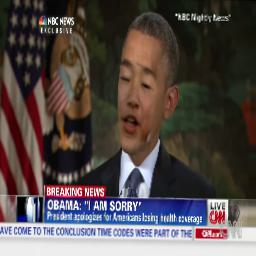 NBC NEWS
EXCLUSIVE
"NBC Nightly News"
BREAKING NEWS
OBAMA: "I AM SORRY"
President apologizes for Americans losing health coverage
LIVE
CNN
AVE COME TO THE CONCLUSION TIME CODES WERE PART OF THE